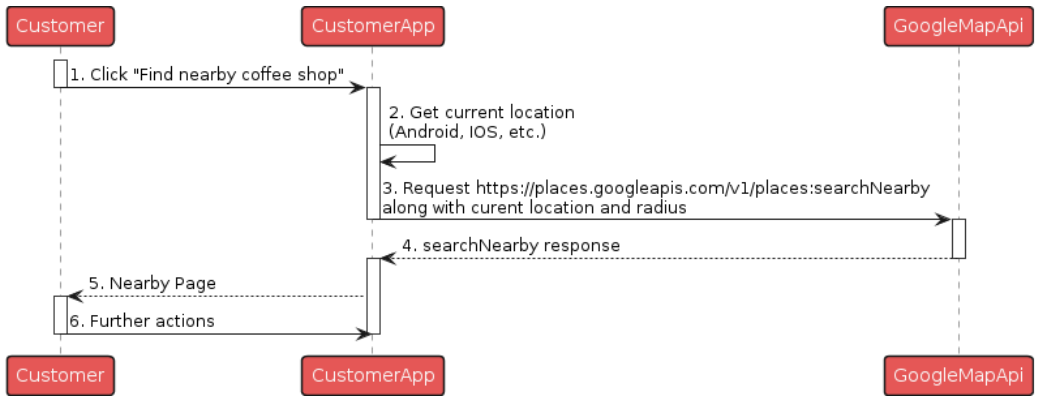 Customer CustomerApp GoogleMapApi
1. Click "Find nearby coffee shop"
2. Get current location
(Android, IOS, etc.)
3. Request https://places.googleapis.com/v1/places:searchNearby
along with curent location and radius
4. searchNearby response
5. Nearby Page
6. Further actions
Customer CustomerApp GoogleMapApi